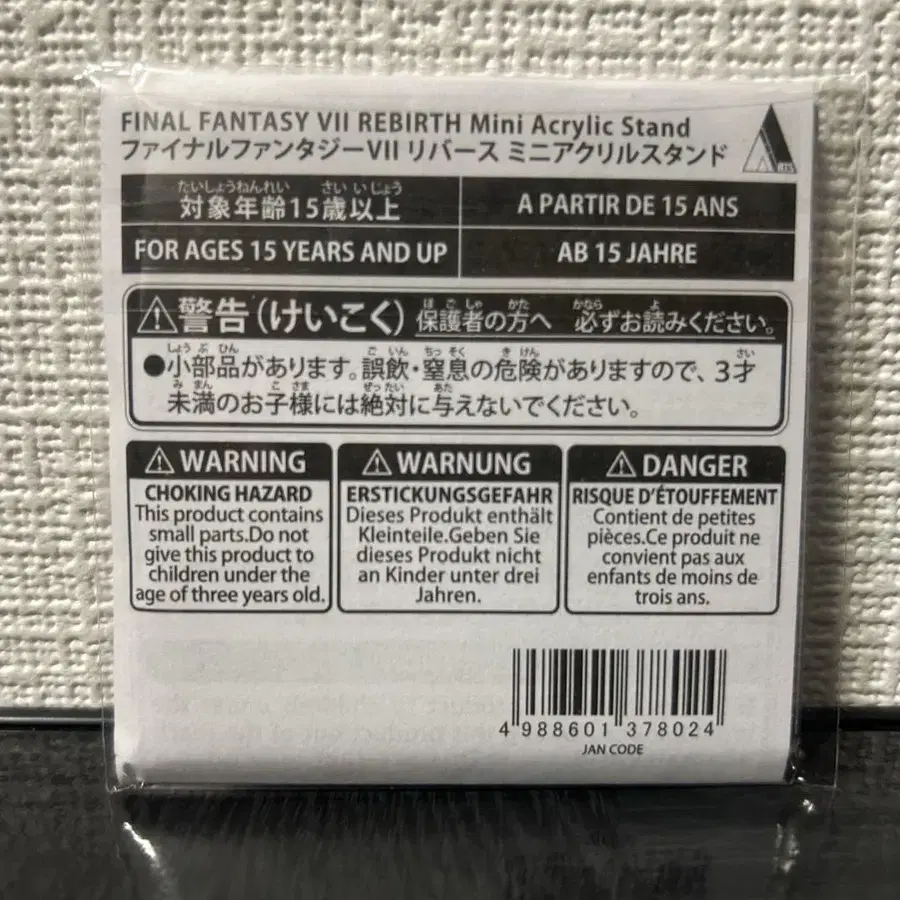 FINAL FANTASY VII REBIRTH Mini Acrylic Stand
ファイナルファンタジーVII リバース ミニアクリルスタンド
たいしょうねんれい さい いじょう
対象年齢15歳以上
A PARTIR DE 15 ANS
FOR AGES 15 YEARS AND UP
AB 15 JAHRE
ほごしゃ かた かなら よ
⚠警告(けいこく) 保護者の方へ 必ずお読みください。
しょうぶひん ごいん ちっそく きけん さい
●小部品があります。誤飲・窒息の危険がありますので、3才
みまん こさま ぜったい あた
未満のお子様には絶対に与えないでください。
⚠ WARNING
CHOKING HAZARD
This product contains
small parts.Do not
give this product to
children under the
age of three years old.
⚠ WARNUNG
ERSTICKUNGSGEFAHR
Dieses Produkt enthält
Kleinteile.Geben Sie
dieses Produkt nicht
an Kinder unter drei
Jahren.
⚠ DANGER
RISQUE D'ÉTOUFFEMENT
Contient de petites
pièces.Ce produit ne
convient pas aux
enfants de moins de
trois ans.
4 988601 378024
JAN CODE